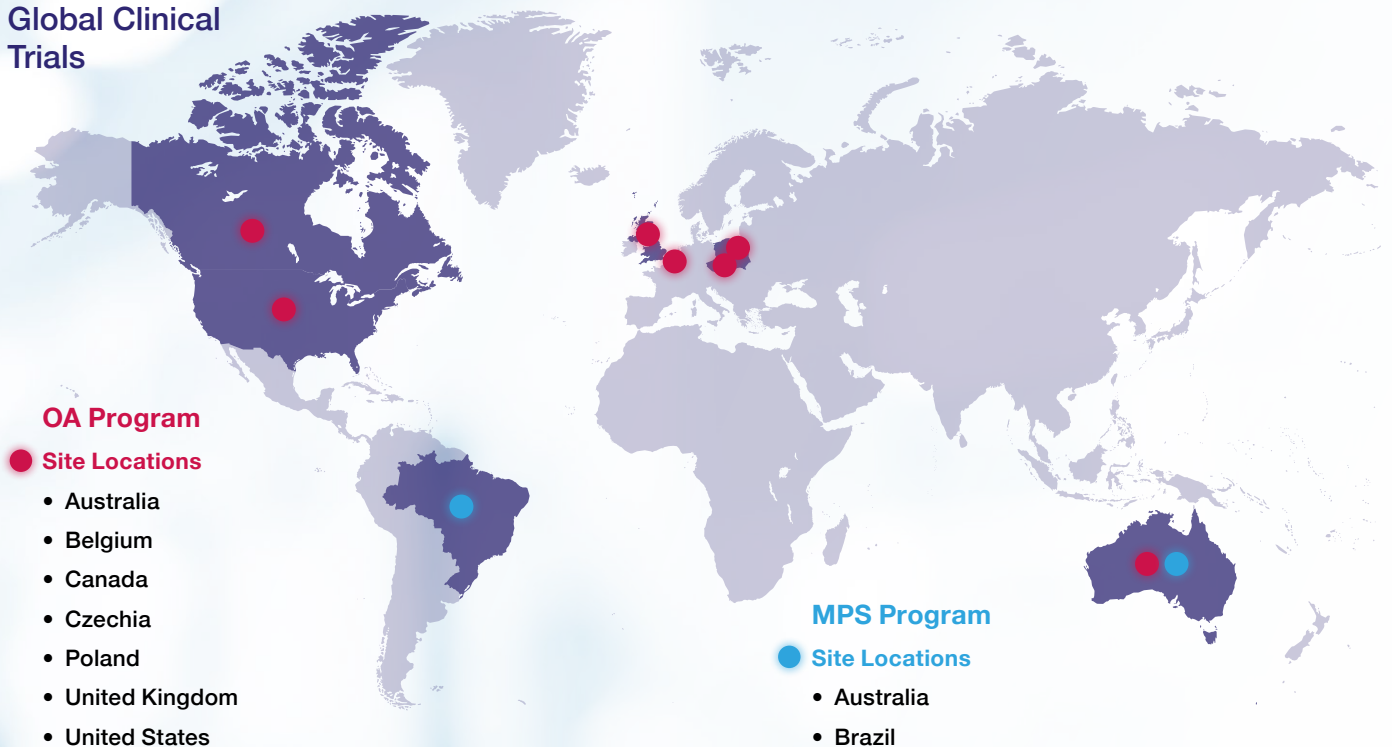 Global Clinical
Trials
OA Program
Site Locations
• Australia
• Belgium
• Canada
• Czechia
• Poland
• United Kingdom
• United States
MPS Program
Site Locations
• Australia
• Brazil